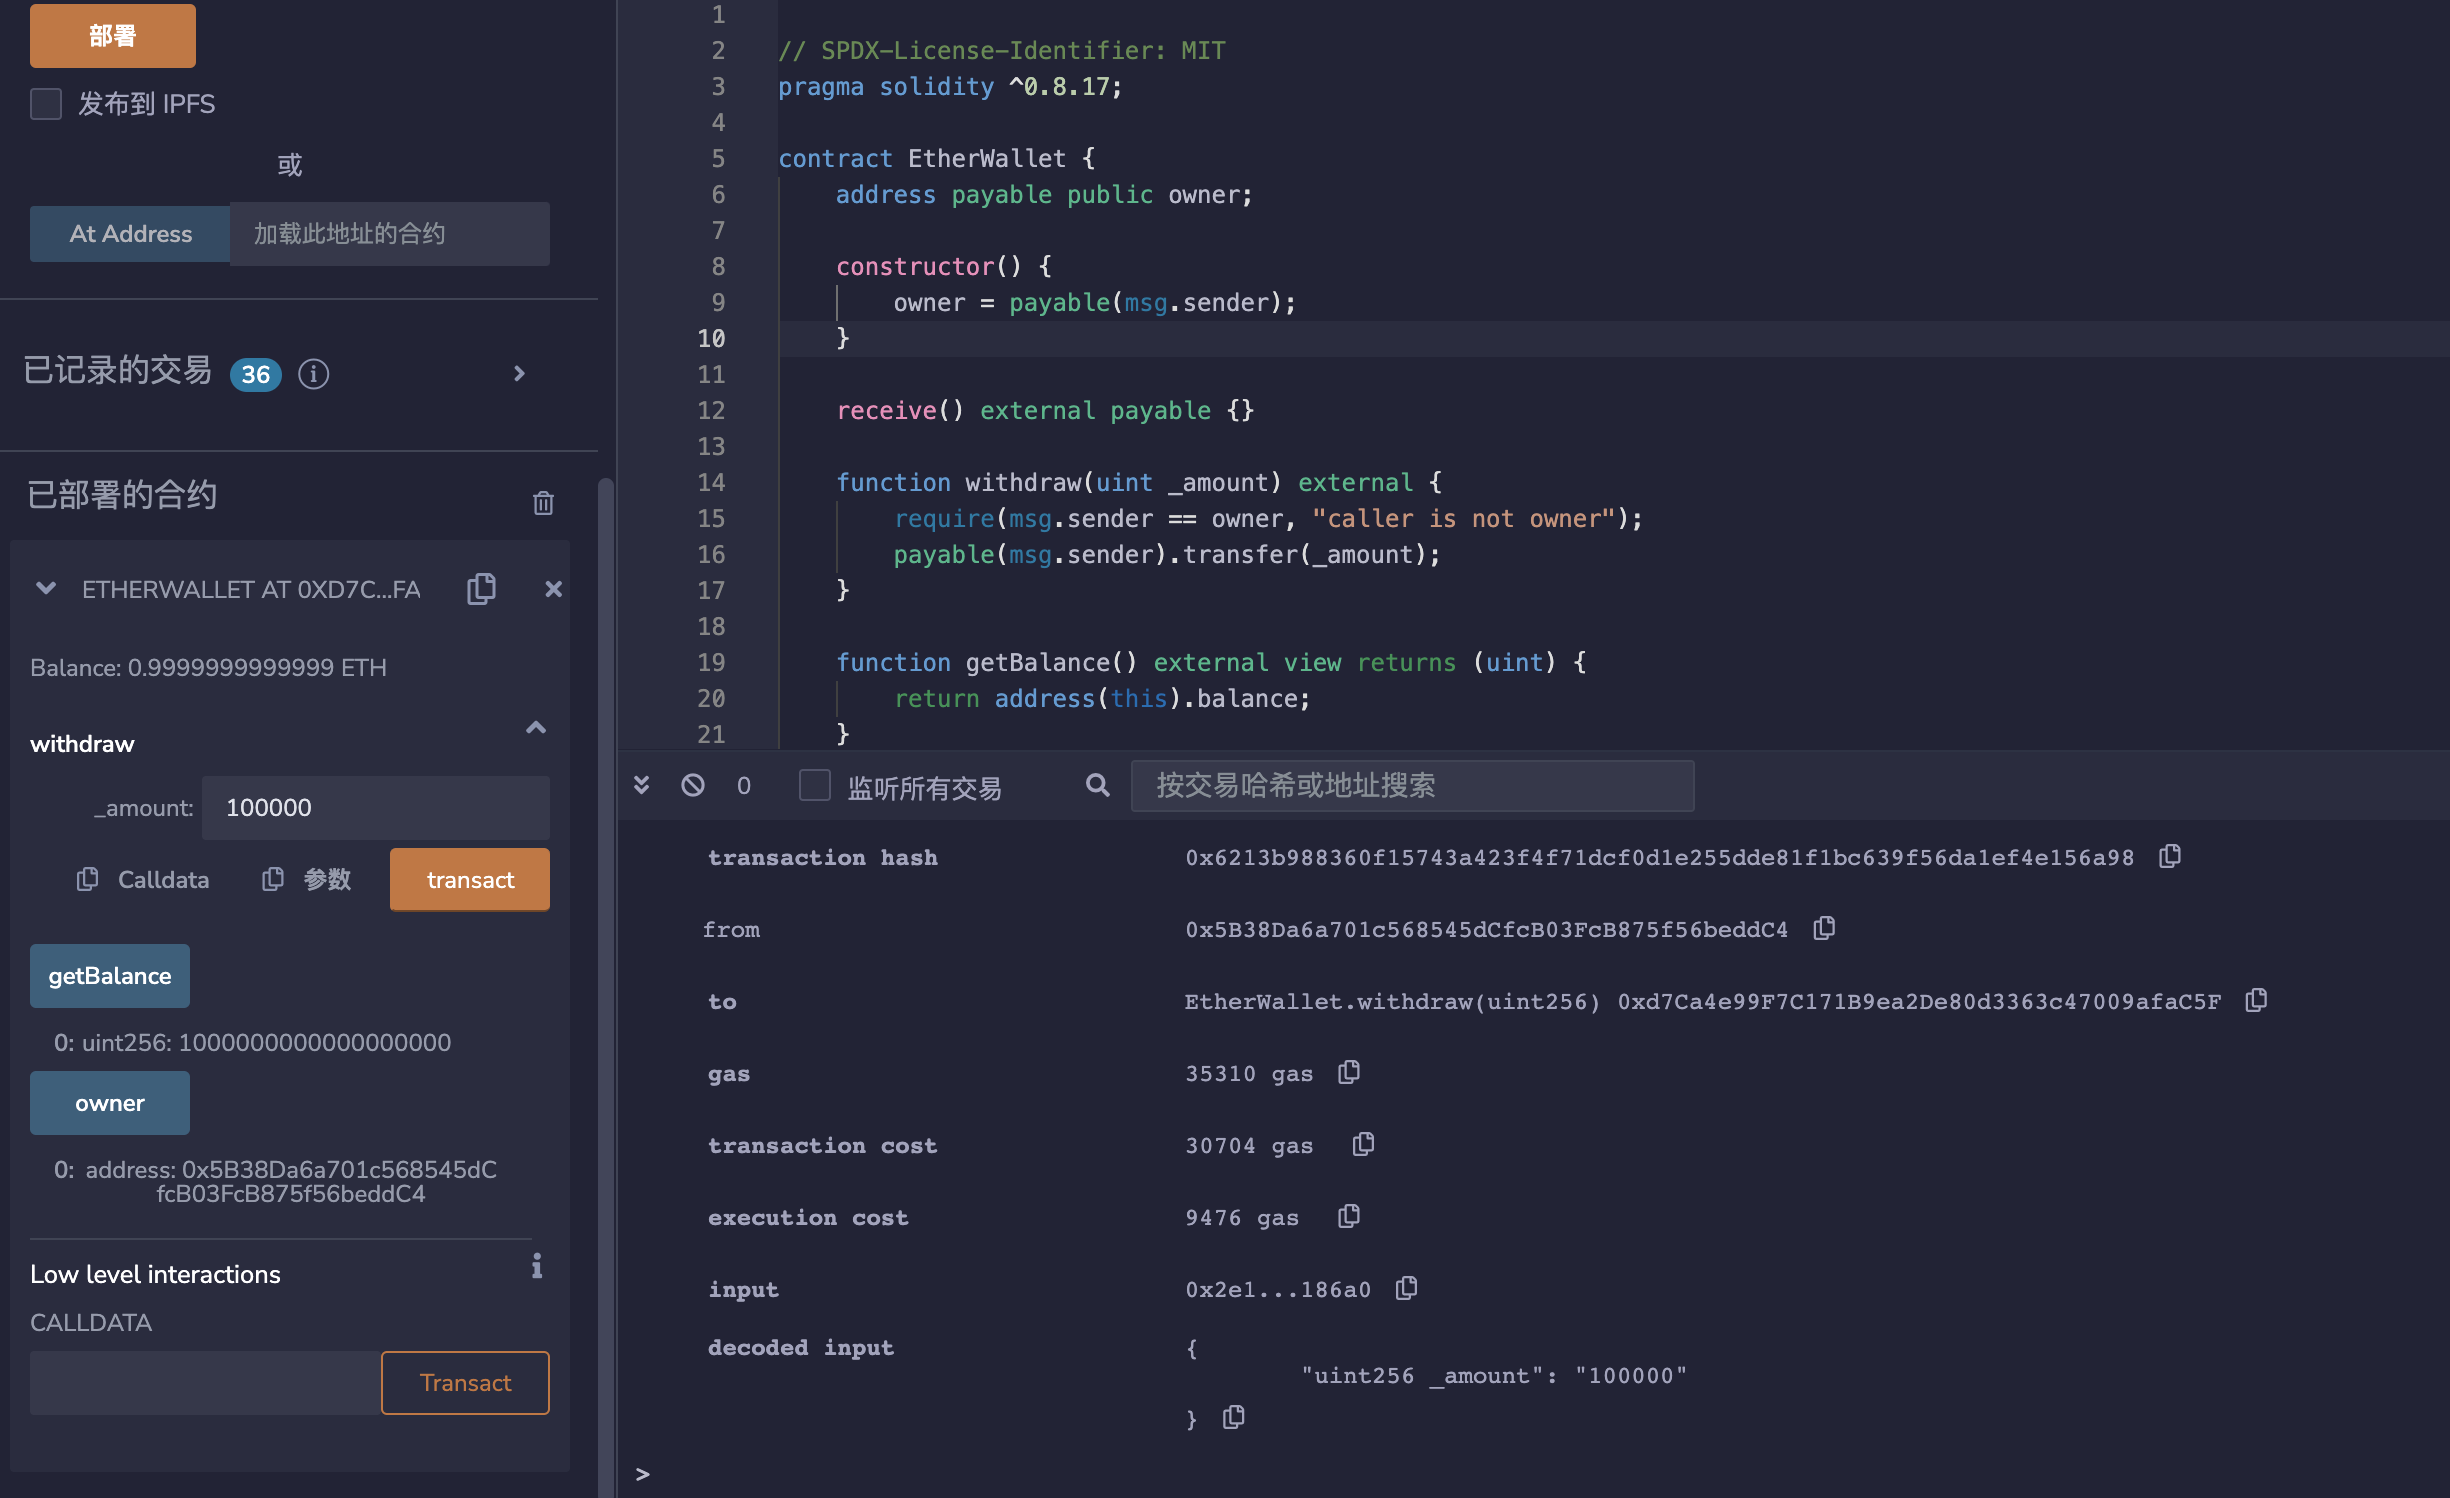 部署
发布到 IPFS
或
At Address
加载此地址的合约
已记录的交易 36
已部署的合约
ETHERWALLET AT 0XD7C...FA
Balance: 0.9999999999999 ETH
withdraw
_amount: 100000
Calldata 参数 transact
getBalance
0: uint256: 1000000000000000000
owner
0: address: 0x5B38Da6a701c568545dC
fcB03FcB875f56beddC4
Low level interactions
CALLDATA
Transact
1
2 // SPDX-License-Identifier: MIT
3 pragma solidity ^0.8.17;
4
5 contract EtherWallet {
6 address payable public owner;
7
8 constructor() {
9 owner = payable(msg.sender);
10 }
11
12 receive() external payable {}
13
14 function withdraw(uint _amount) external {
15 require(msg.sender == owner, "caller is not owner");
16 payable(msg.sender).transfer(_amount);
17 }
18
19 function getBalance() external view returns (uint) {
20 return address(this).balance;
21 }
0 监听所有交易 按交易哈希或地址搜索
transaction hash 0x6213b988360f15743a423f4f71dcf0d1e255dde81f1bc639f56da1ef4e156a98
from 0x5B38Da6a701c568545dCfcB03FcB875f56beddC4
to EtherWallet.withdraw(uint256) 0xd7Ca4e99F7C171B9ea2De80d3363c47009afaC5F
gas 35310 gas
transaction cost 30704 gas
execution cost 9476 gas
input 0x2e1...186a0
decoded input {
"uint256 _amount": "100000"
}
>